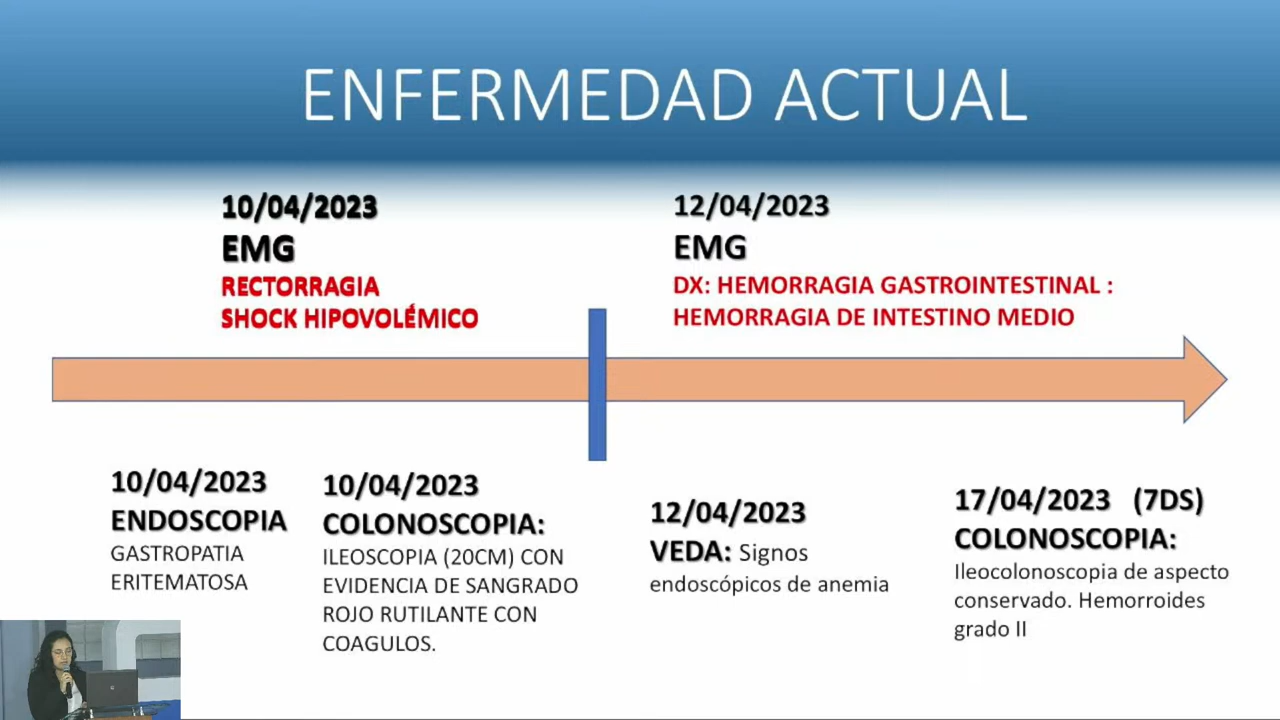 ENFERMEDAD ACTUAL
10/04/2023
EMG
RECTORRAGIA
SHOCK HIPOVOLÉMICO
12/04/2023
EMG
DX: HEMORRAGIA GASTROINTESTINAL :
HEMORRAGIA DE INTESTINO MEDIO
10/04/2023
ENDOSCOPIA
GASTROPATIA
ERITEMATOSA
10/04/2023
COLONOSCOPIA:
ILEOSCOPIA (20CM) CON
EVIDENCIA DE SANGRADO
ROJO RUTILANTE CON
COAGULOS.
12/04/2023
VEDA: Signos
endoscópicos de anemia
17/04/2023 (7DS)
COLONOSCOPIA:
Ileocolonoscopia de aspecto
conservado. Hemorroides
grado II